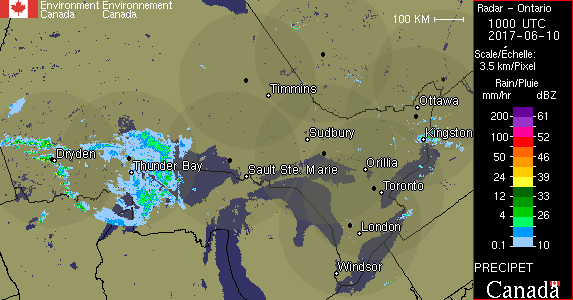 Environment Environnement
Canada Canada
100 KM
Timmins
Ottawa
Sudbury
Kingston
Dryden
Thunder Bay
Sault Ste. Marie
Orillia
Toronto
London
Windsor
Radar - Ontario
1000 UTC
2017-06-10
Scale/Échelle:
3.5 km/Pixel
Rain/Pluie
mm/hr dBZ
200 61
100 52
50 46
24 39
12 33
4 26
0.1 10
PRECIPET
Canada